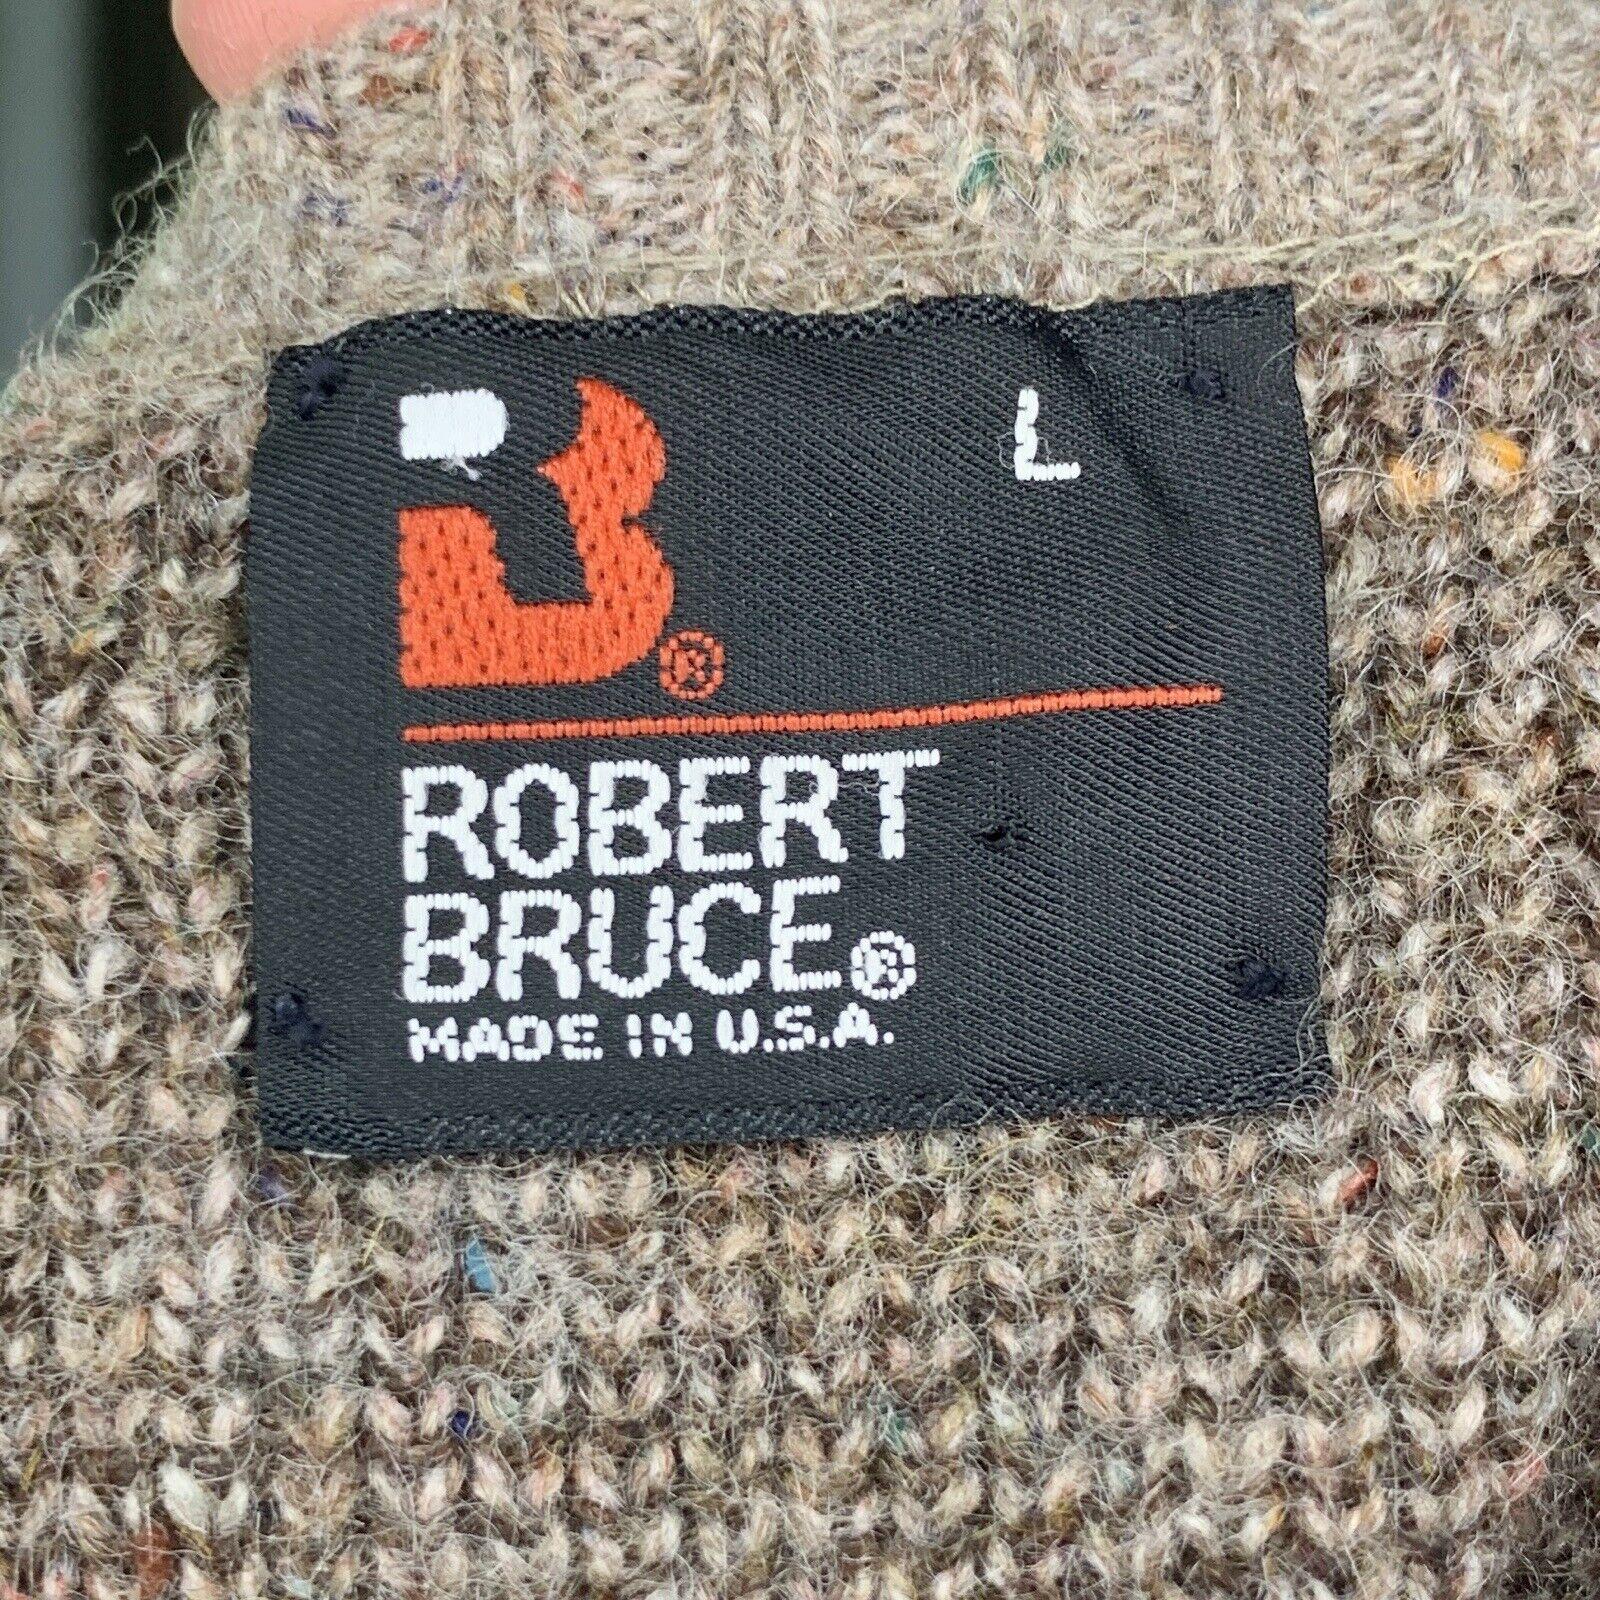 L
®
ROBERT
BRUCE®
MADE IN U.S.A.